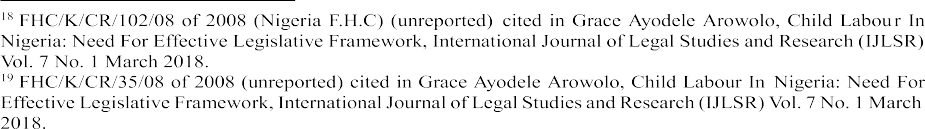 18 FHC/K/CR/102/08 of 2008 (Nigeria F.H.C) (unreported) cited in Grace Ayodele Arowolo, Child Labour In
Nigeria: Need For Effective Legislative Framework, International Journal of Legal Studies and Research (IJLSR)
Vol. 7 No. 1 March 2018.
19 FHC/K/CR/35/08 of 2008 (unreported) cited in Grace Ayodele Arowolo, Child Labour In Nigeria: Need For
Effective Legislative Framework, International Journal of Legal Studies and Research (IJLSR) Vol. 7 No. 1 March
2018.